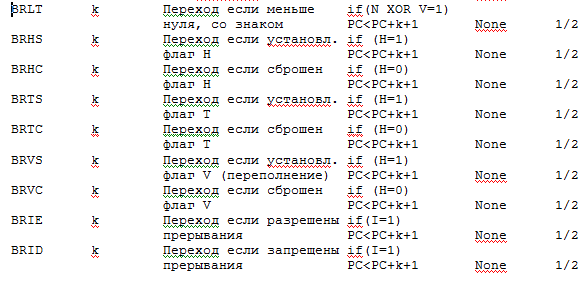 BRLT k Переход если меньше if(N XOR V=1)
нуля, со знаком PC<PC+k+1 None 1/2
BRHS k Переход если установл. if (H=1)
флаг H PC<PC+k+1 None 1/2
BRHC k Переход если сброшен if (H=0)
флаг H PC<PC+k+1 None 1/2
BRTS k Переход если установл. if (H=1)
флаг T PC<PC+k+1 None 1/2
BRTC k Переход если сброшен if (H=0)
флаг T PC<PC+k+1 None 1/2
BRVS k Переход если установл. if (H=1)
флаг V (переполнение) PC<PC+k+1 None 1/2
BRVC k Переход если сброшен if (H=0)
флаг V PC<PC+k+1 None 1/2
BRIE k Переход если разрешены if(I=1)
прерывания PC<PC+k+1 None 1/2
BRID k Переход если запрещены if(I=1)
прерывания PC<PC+k+1 None 1/2